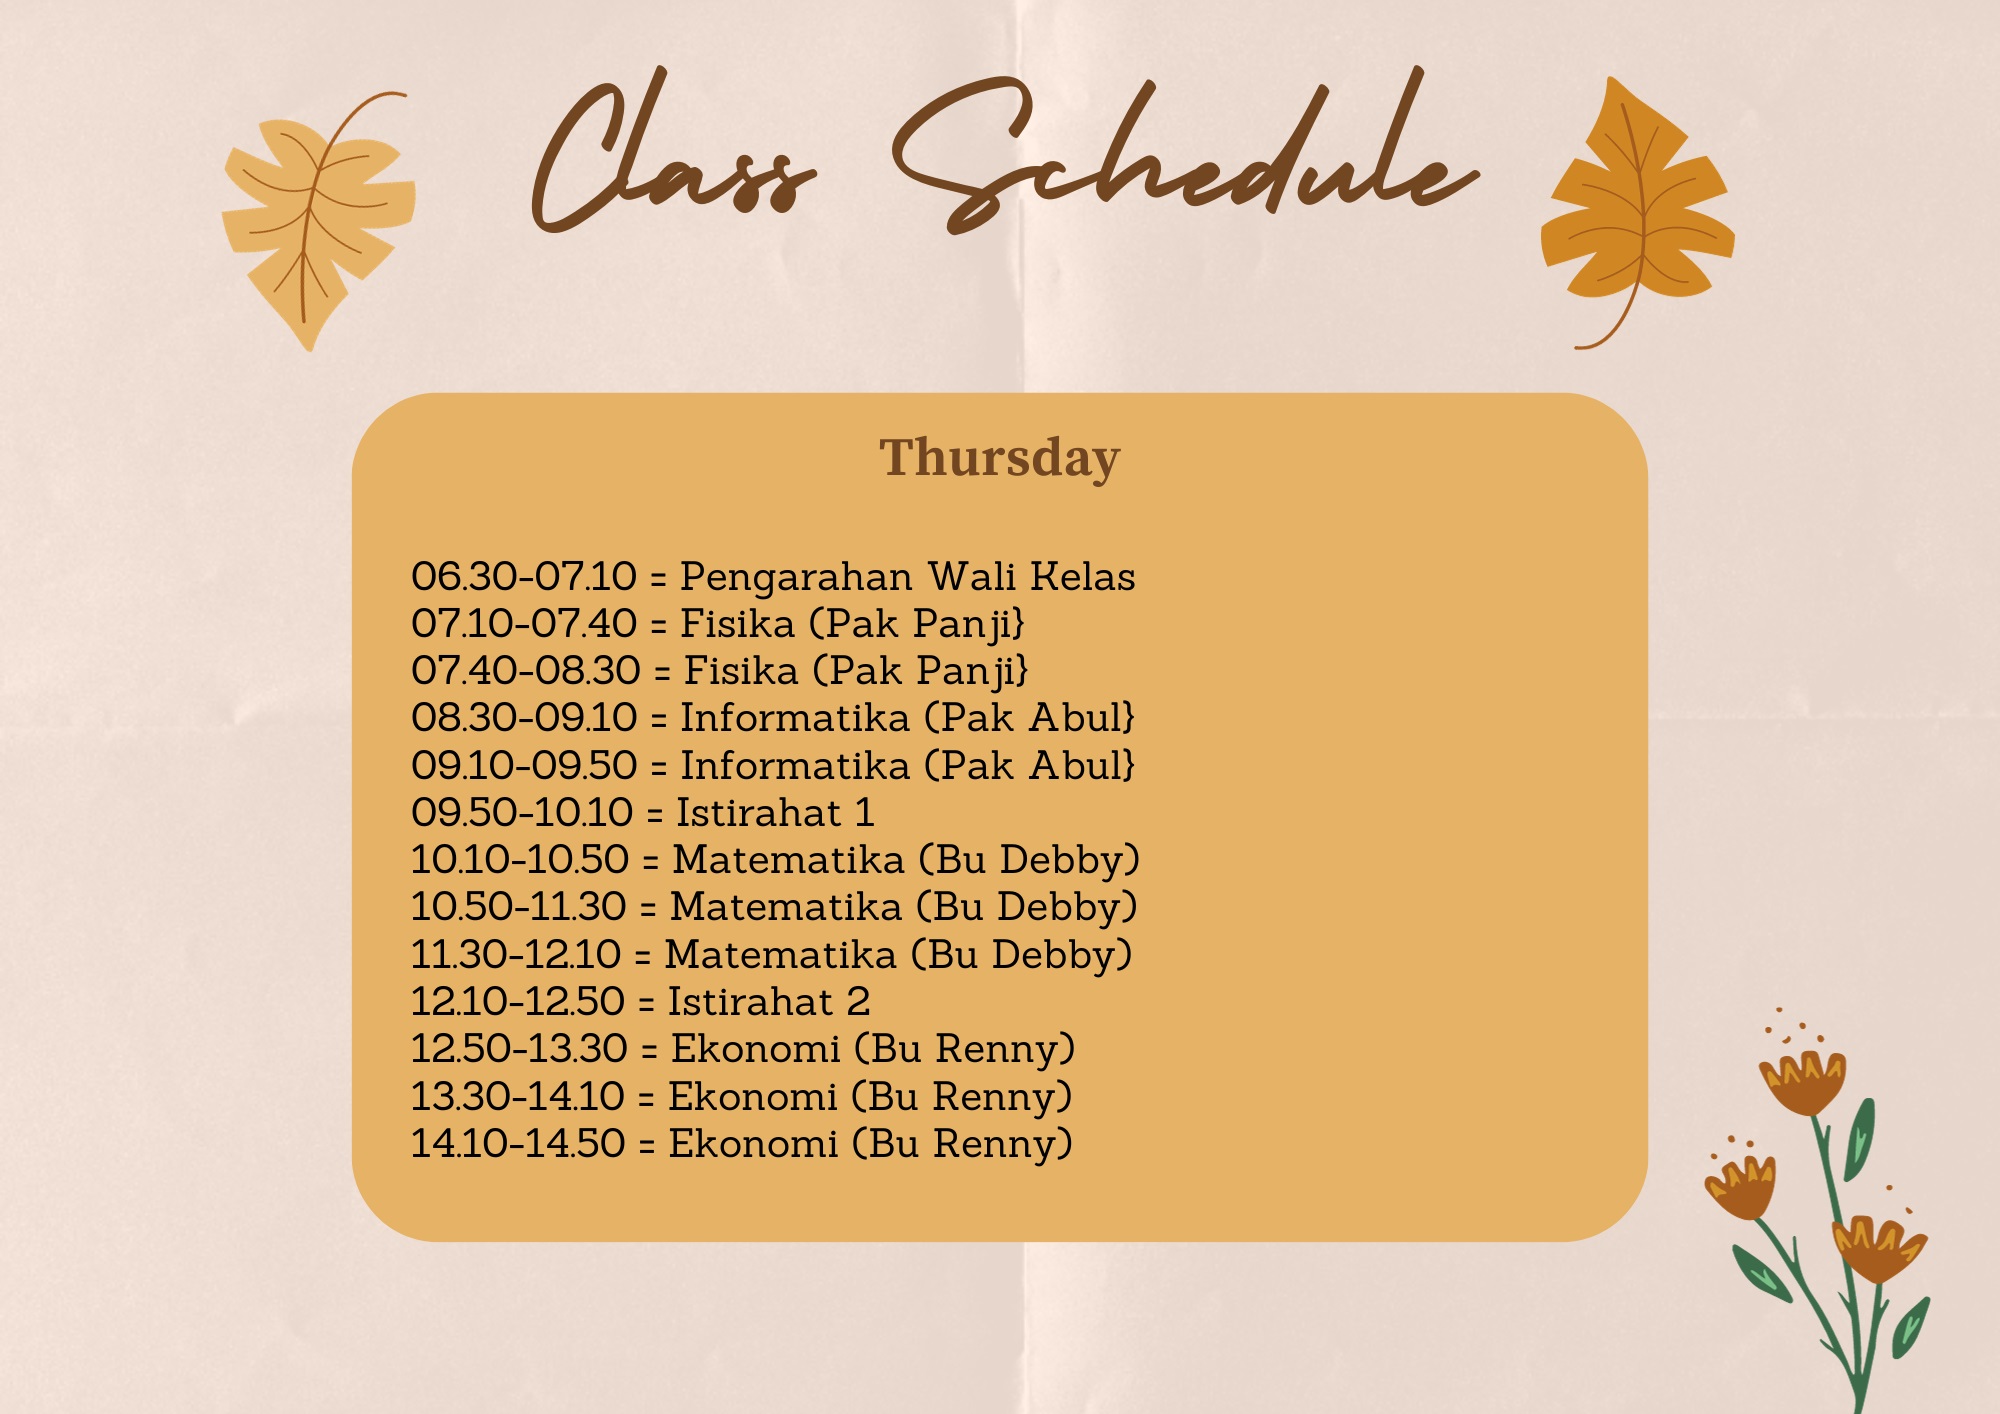 Class Schedule
Thursday
06.30-07.10 = Pengarahan Wali Kelas
07.10-07.40 = Fisika (Pak Panji}
07.40-08.30 = Fisika (Pak Panji}
08.30-09.10 = Informatika (Pak Abul}
09.10-09.50 = Informatika (Pak Abul}
09.50-10.10 = Istirahat 1
10.10-10.50 = Matematika (Bu Debby)
10.50-11.30 = Matematika (Bu Debby)
11.30-12.10 = Matematika (Bu Debby)
12.10-12.50 = Istirahat 2
12.50-13.30 = Ekonomi (Bu Renny)
13.30-14.10 = Ekonomi (Bu Renny)
14.10-14.50 = Ekonomi (Bu Renny)